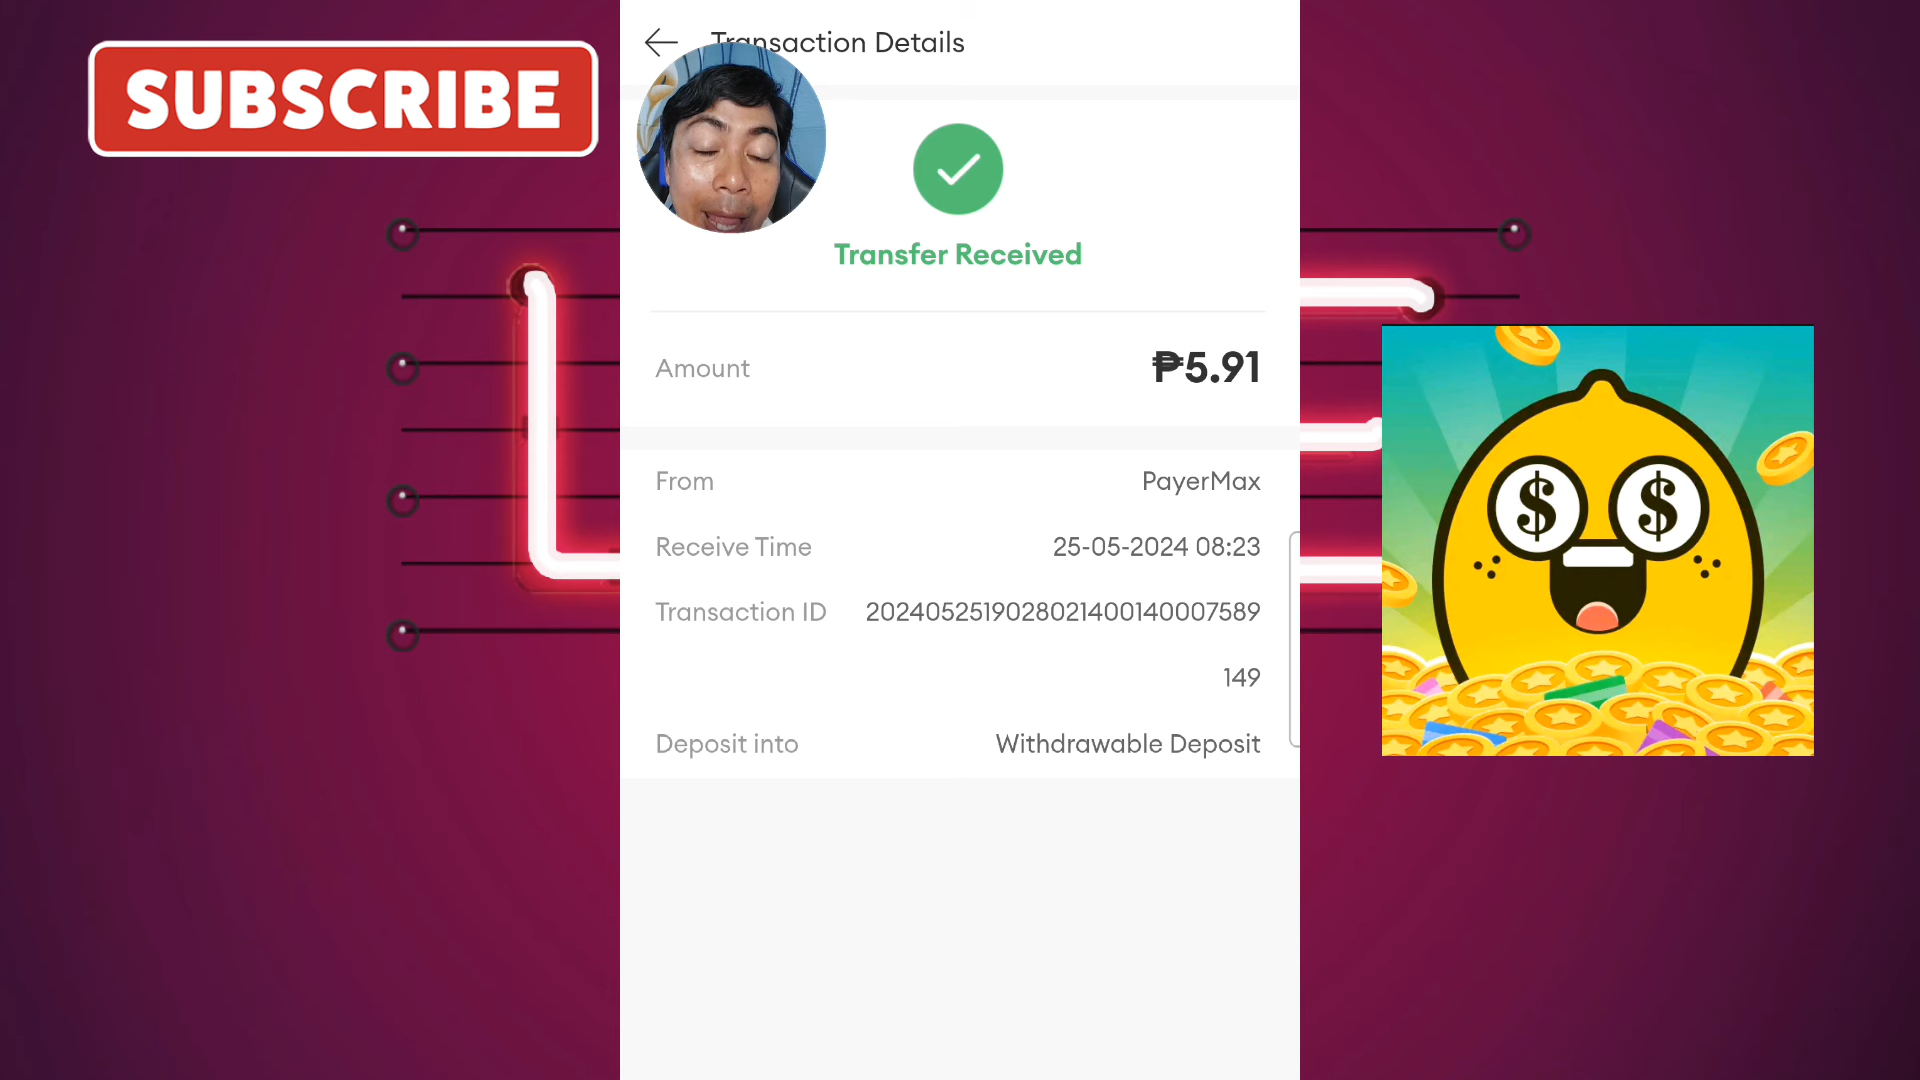 SUBSCRIBE
Transaction Details
Transfer Received
Amount ₱5.91
From PayerMax
Receive Time 25-05-2024 08:23
Transaction ID 2024052519028021400140007589
149
Deposit into Withdrawable Deposit
$ $